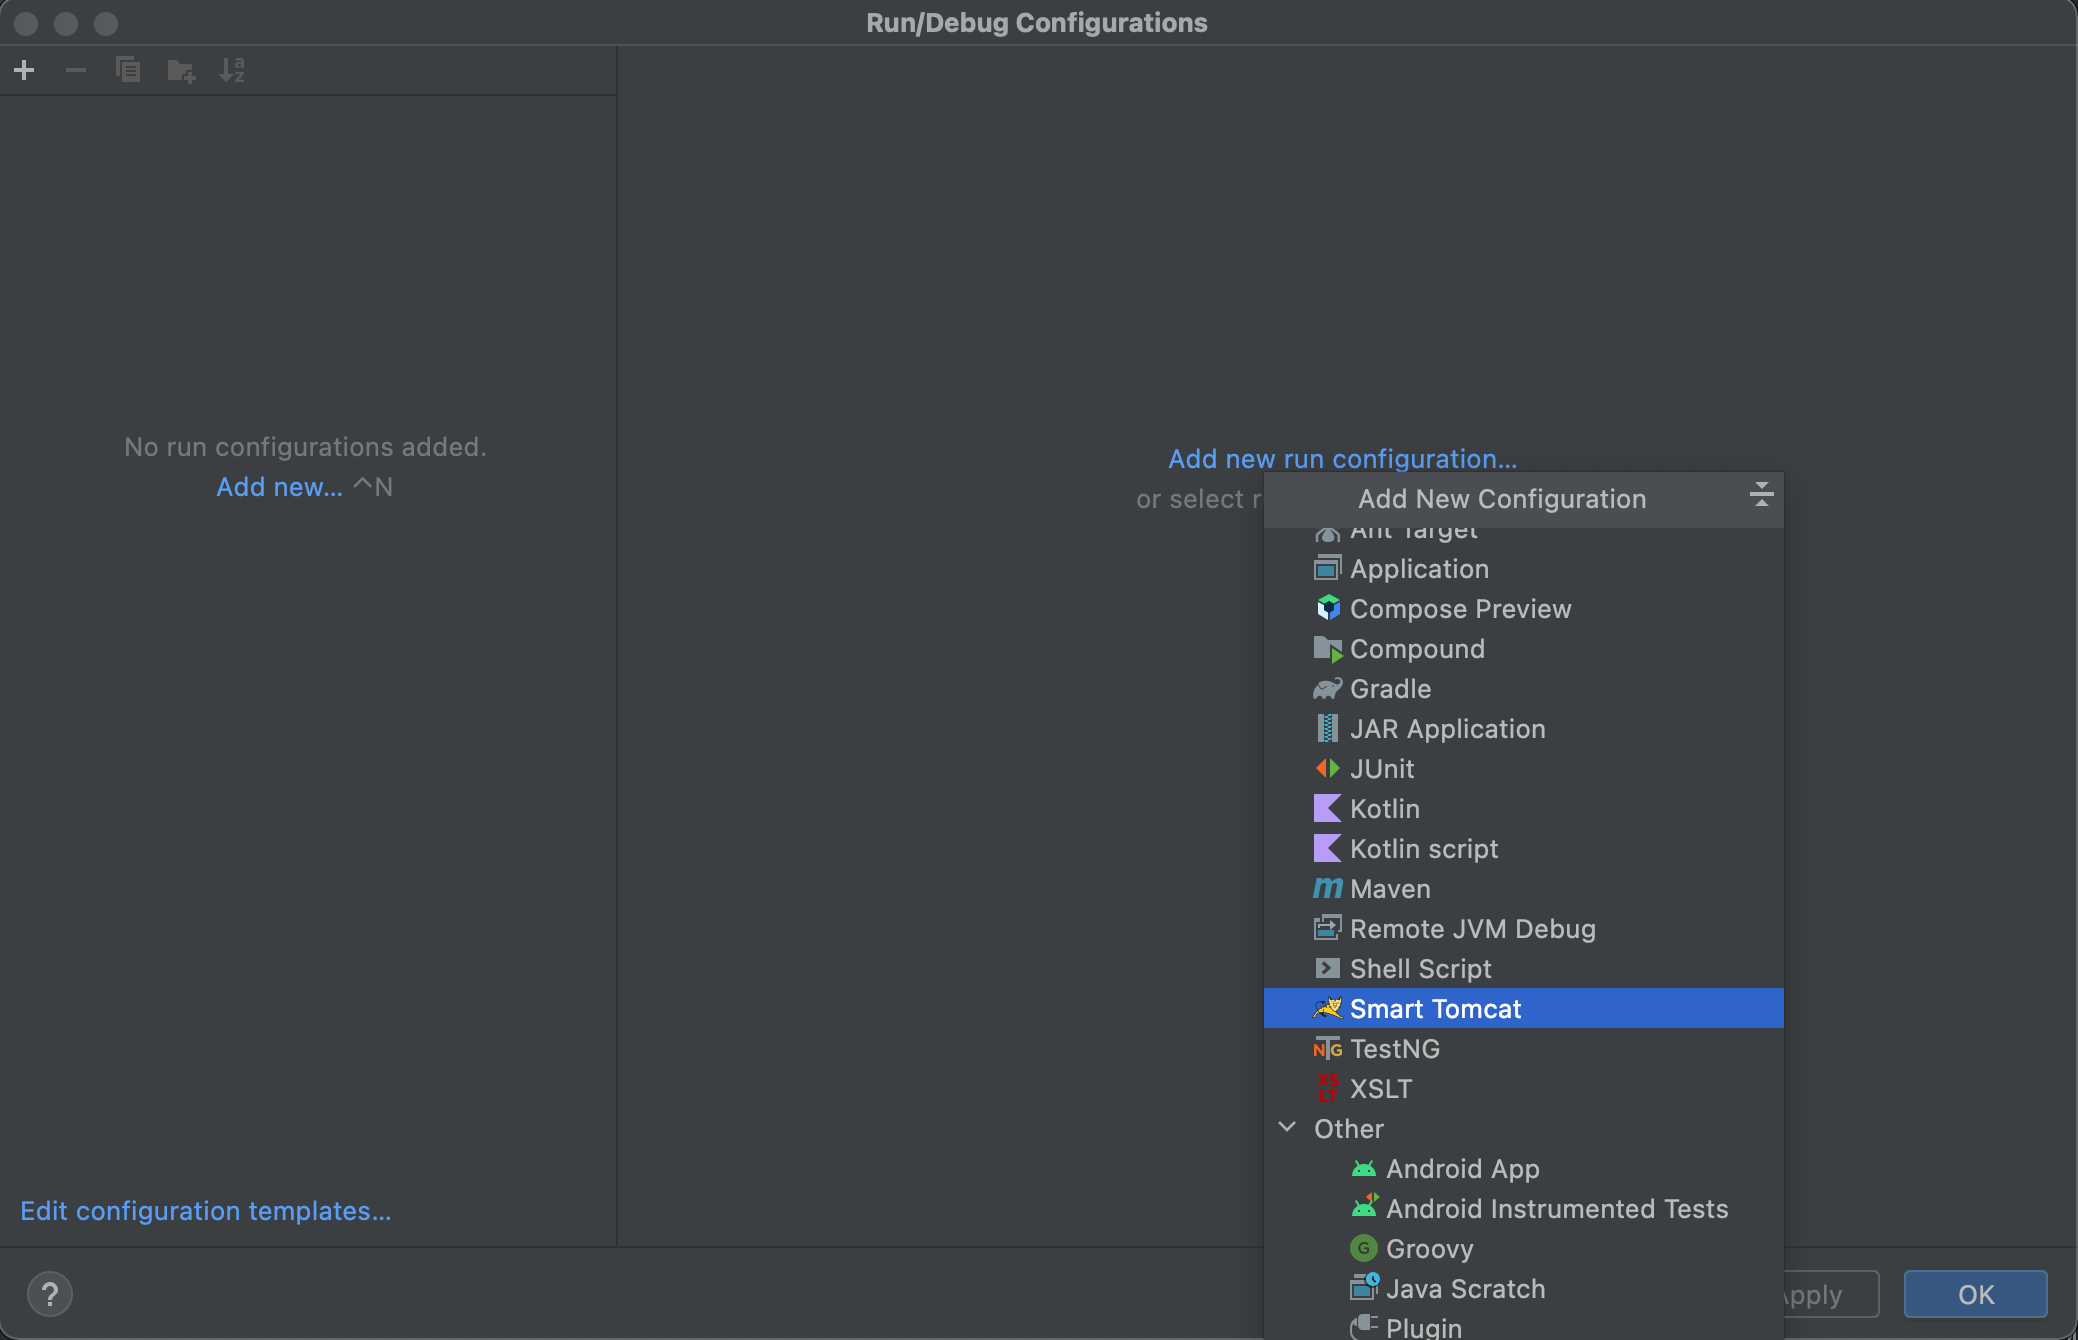 Run/Debug Configurations
No run configurations added.
Add new... ^N
Edit configuration templates...
Add new run configuration...
or select r
Add New Configuration
Ant Target
Application
Compose Preview
Compound
Gradle
JAR Application
JUnit
Kotlin
Kotlin script
Maven
Remote JVM Debug
Shell Script
Smart Tomcat
TestNG
XSLT
Other
Android App
Android Instrumented Tests
Groovy
Java Scratch
Plugin
?
Apply
OK